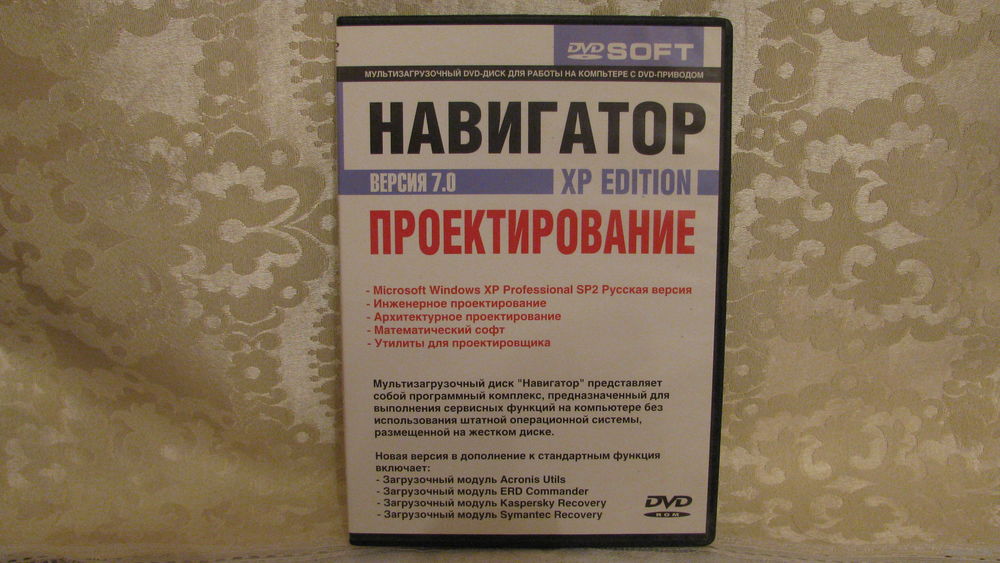 DVD SOFT
МУЛЬТИЗАГРУЗОЧНЫЙ DVD-ДИСК ДЛЯ РАБОТЫ НА КОМПЬТЕРЕ С DVD-ПРИВОДОМ
НАВИГАТОР
ВЕРСИЯ 7.0 XP EDITION
ПРОЕКТИРОВАНИЕ
- Microsoft Windows XP Professional SP2 Русская версия
- Инженерное проектирование
- Архитектурное проектирование
- Математический софт
- Утилиты для проектировщика
Мультизагрузочный диск "Навигатор" представляет
собой программный комплекс, предназначенный для
выполнения сервисных функций на компьютере без
использования штатной операционной системы,
размещенной на жестком диске.
Новая версия в дополнение к стандартным функция
включает:
- Загрузочный модуль Acronis Utils
- Загрузочный модуль ERD Commander
- Загрузочный модуль Kaspersky Recovery
- Загрузочный модуль Symantec Recovery
DVD
ROM